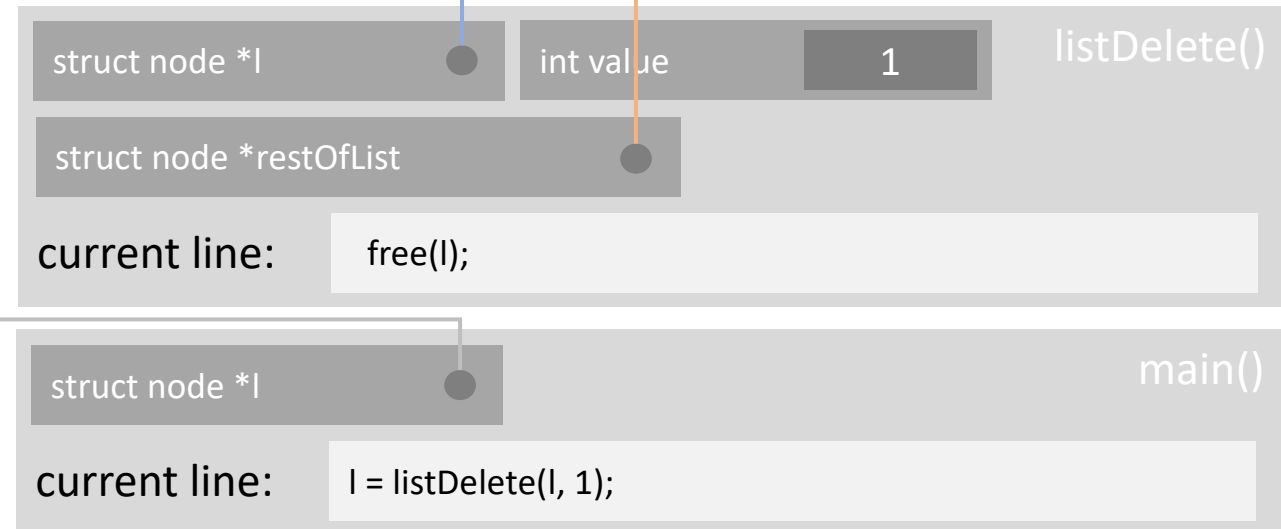 listDelete()
struct node *l
int value
1
struct node *restOfList
current line:
free(l);
main()
struct node *l
current line:
l = listDelete(l, 1);